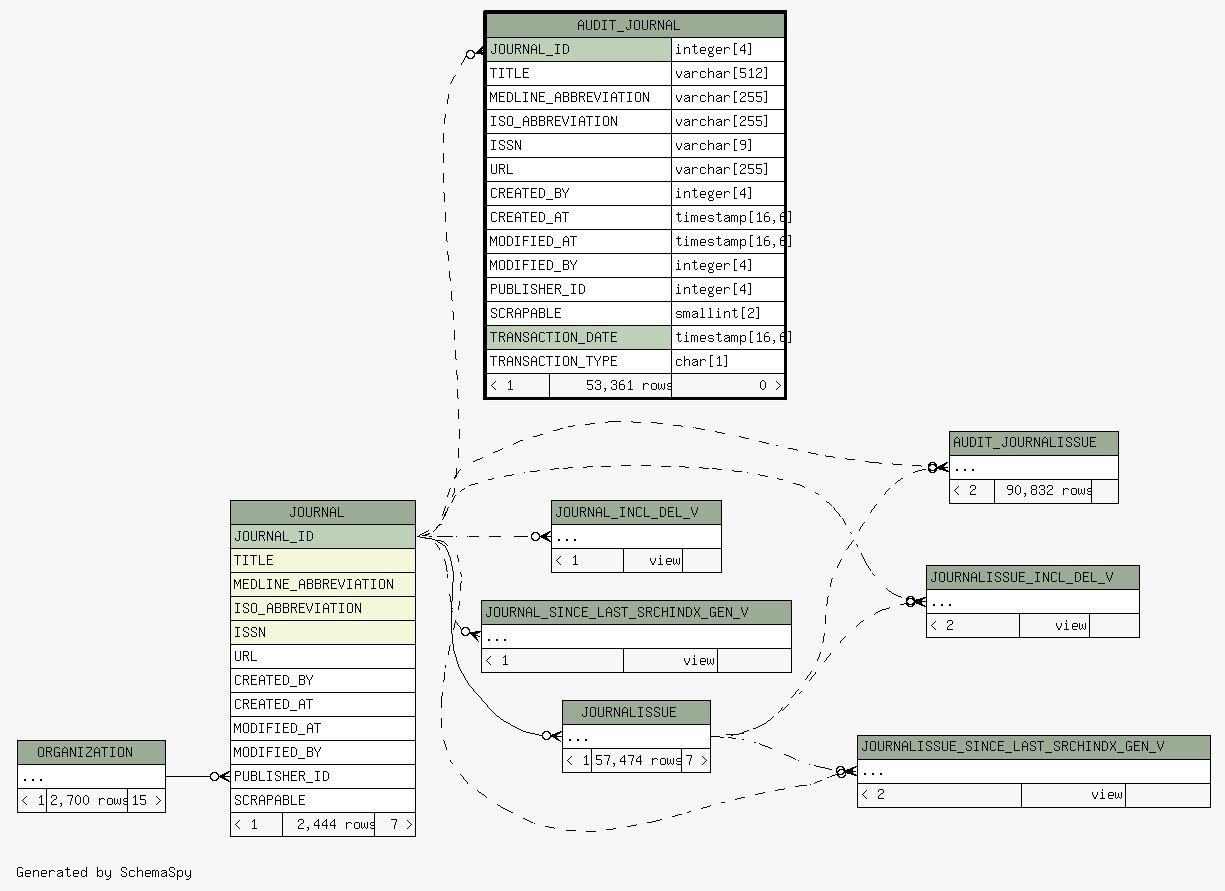 AUDIT_JOURNAL
JOURNAL_ID integer[4]
TITLE varchar[512]
MEDLINE_ABBREVIATION varchar[255]
ISO_ABBREVIATION varchar[255]
ISSN varchar[9]
URL varchar[255]
CREATED_BY integer[4]
CREATED_AT timestamp[16,6]
MODIFIED_AT timestamp[16,6]
MODIFIED_BY integer[4]
PUBLISHER_ID integer[4]
SCRAPABLE smallint[2]
TRANSACTION_DATE timestamp[16,6]
TRANSACTION_TYPE char[1]
< 1 53,361 rows 0 >
AUDIT_JOURNALISSUE
...
< 2 90,832 rows
JOURNAL
JOURNAL_ID
TITLE
MEDLINE_ABBREVIATION
ISO_ABBREVIATION
ISSN
URL
CREATED_BY
CREATED_AT
MODIFIED_AT
MODIFIED_BY
PUBLISHER_ID
SCRAPABLE
< 1 2,444 rows 7 >
JOURNAL_INCL_DEL_V
...
< 1 view
JOURNALISSUE_INCL_DEL_V
...
< 2 view
JOURNAL_SINCE_LAST_SRCHINDX_GEN_V
...
< 1 view
JOURNALISSUE
...
< 1 57,474 rows 7 >
ORGANIZATION
...
< 1 2,700 rows 15 >
JOURNALISSUE_SINCE_LAST_SRCHINDX_GEN_V
...
< 2 view
Generated by SchemaSpy